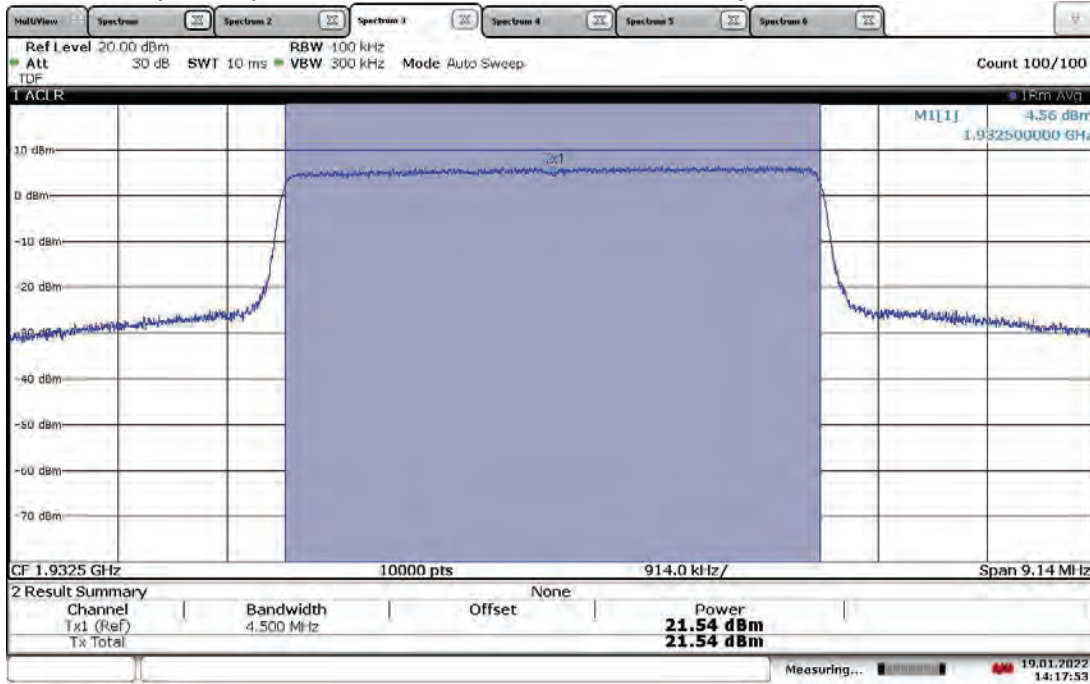 MultiView Spectrum Spectrum 2 Spectrum 3 Spectrum 4 Spectrum 5 Spectrum 6
Ref Level 20.00 dBm RBW 100 kHz
Att 30 dB SWT 10 ms VBW 300 kHz Mode Auto Sweep Count 100/100
TDF
1 ACLR 1Rm Avg
M1[1] 4.56 dBm
1.932500000 GHz
10 dBm
Tx1
0 dBm
-10 dBm
-20 dBm
-30 dBm
-40 dBm
-50 dBm
-60 dBm
-70 dBm
CF 1.9325 GHz 10000 pts 914.0 kHz/ Span 9.14 MHz
2 Result Summary None
Channel Bandwidth Offset Power
Tx1 (Ref) 4.500 MHz 21.54 dBm
Tx Total 21.54 dBm
Measuring... 19.01.2022
14:17:53